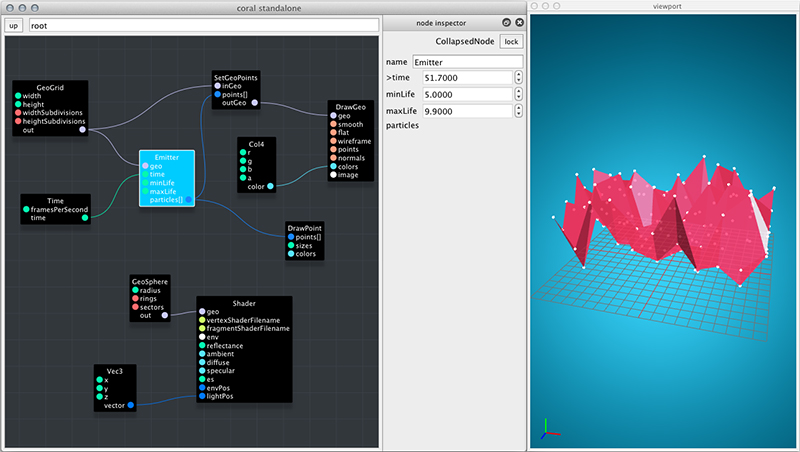 coral standalone
up
root
GeoGrid
width
height
widthSubdivisions
heightSubdivisions
out
Emitter
geo
time
minLife
maxLife
particles[]
Time
framesPerSecond
time
SetGeoPoints
inGeo
points[]
outGeo
Col4
r
g
b
a
color
DrawGeo
geo
smooth
flat
wireframe
points
normals
colors
image
DrawPoint
points[]
sizes
colors
GeoSphere
radius
rings
sectors
out
Vec3
x
y
z
vector
Shader
geo
vertexShaderFilename
fragmentShaderFilename
env
reflectance
ambient
diffuse
specular
es
envPos
lightPos
node inspector
CollapsedNode lock
name Emitter
>time 51.7000
minLife 5.0000
maxLife 9.9000
particles
viewport